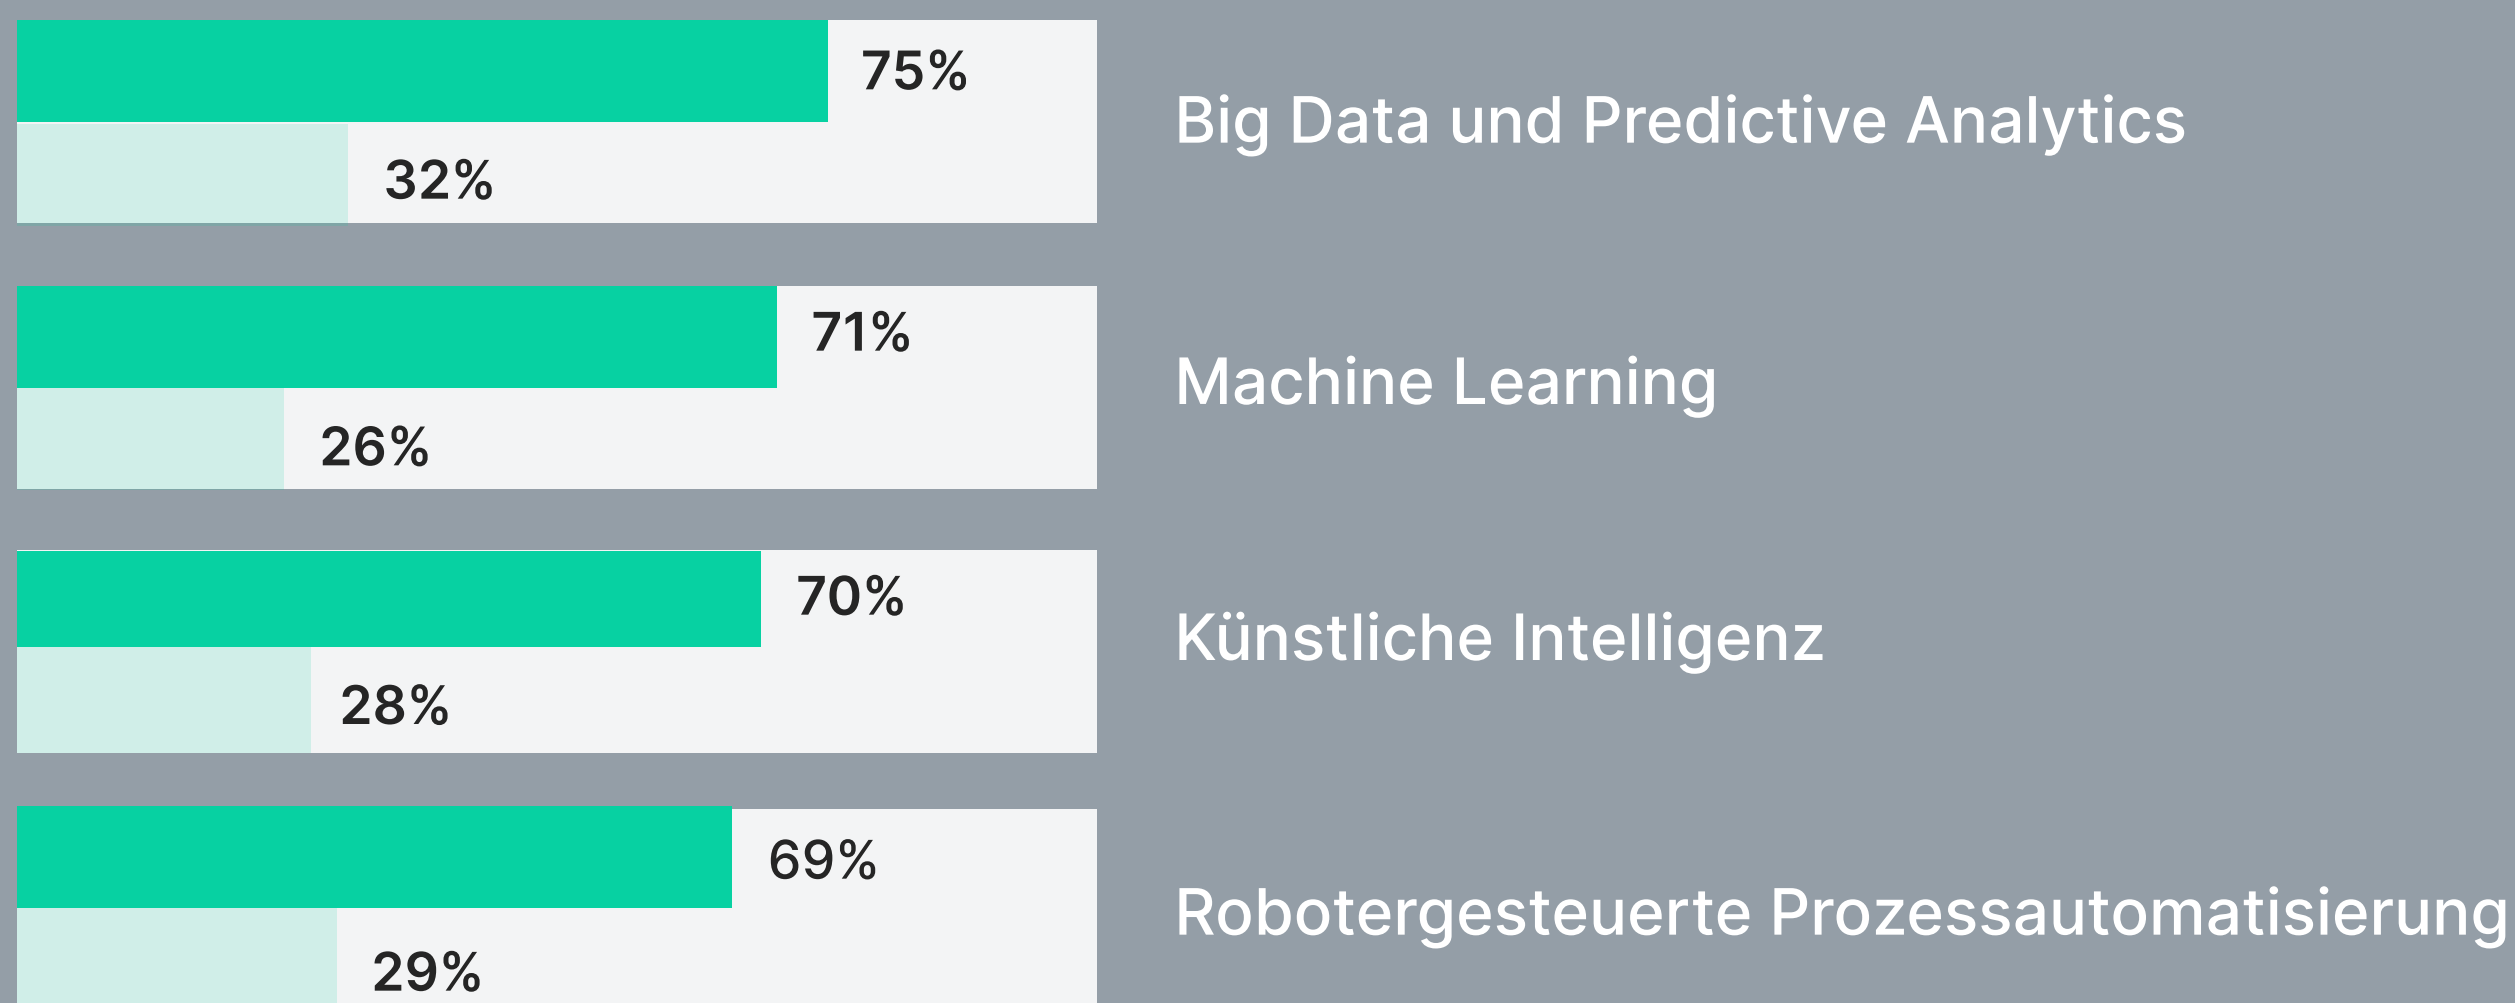 75%
Big Data und Predictive Analytics
32%
71%
Machine Learning
26%
70%
Künstliche Intelligenz
28%
69%
Robotergesteuerte Prozessautomatisierung
29%